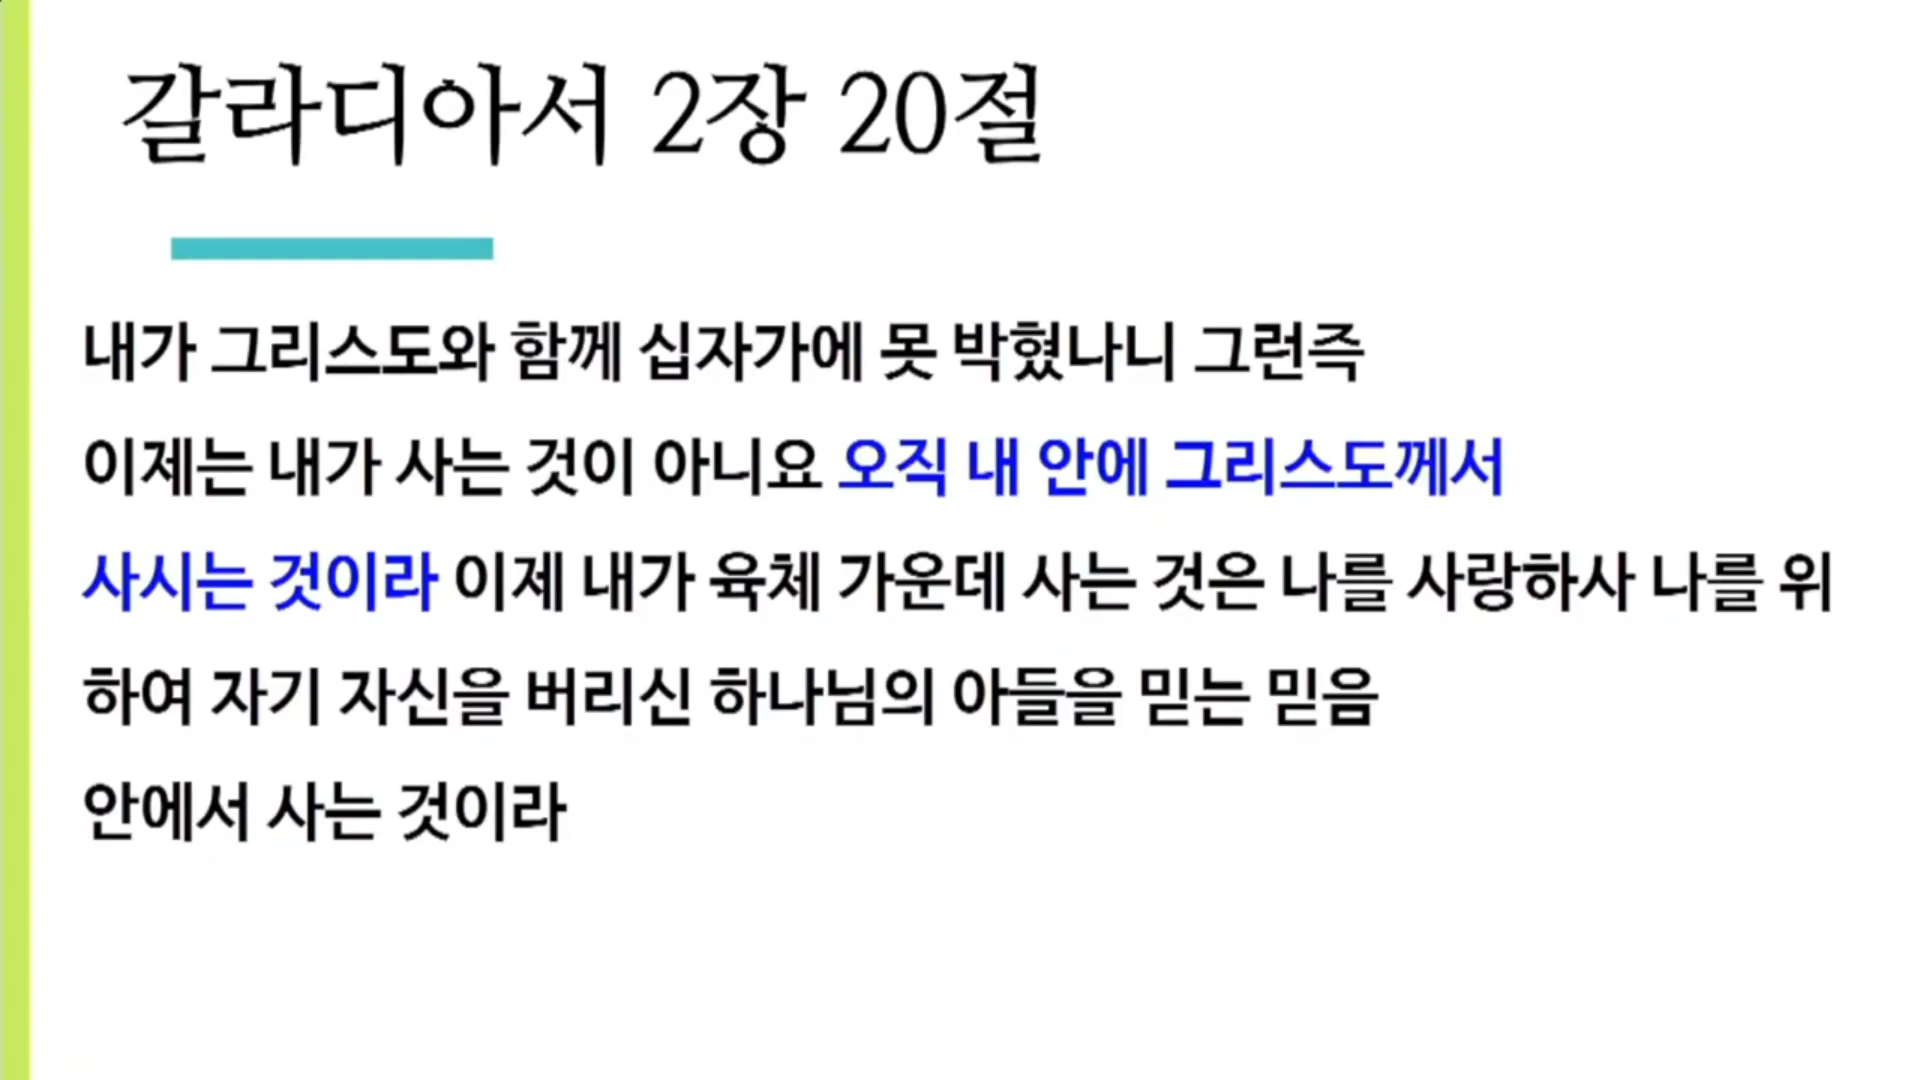 갈라디아서 2장 20절
내가 그리스도와 함께 십자가에 못 박혔나니 그런즉
이제는 내가 사는 것이 아니요 오직 내 안에 그리스도께서
사시는 것이라 이제 내가 육체 가운데 사는 것은 나를 사랑하사 나를 위
하여 자기 자신을 버리신 하나님의 아들을 믿는 믿음
안에서 사는 것이라